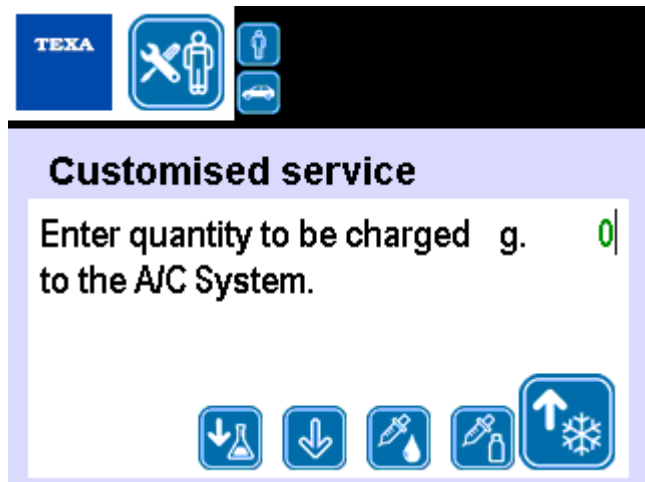 TEXA
Customised service
Enter quantity to be charged g. 0
to the A/C System.